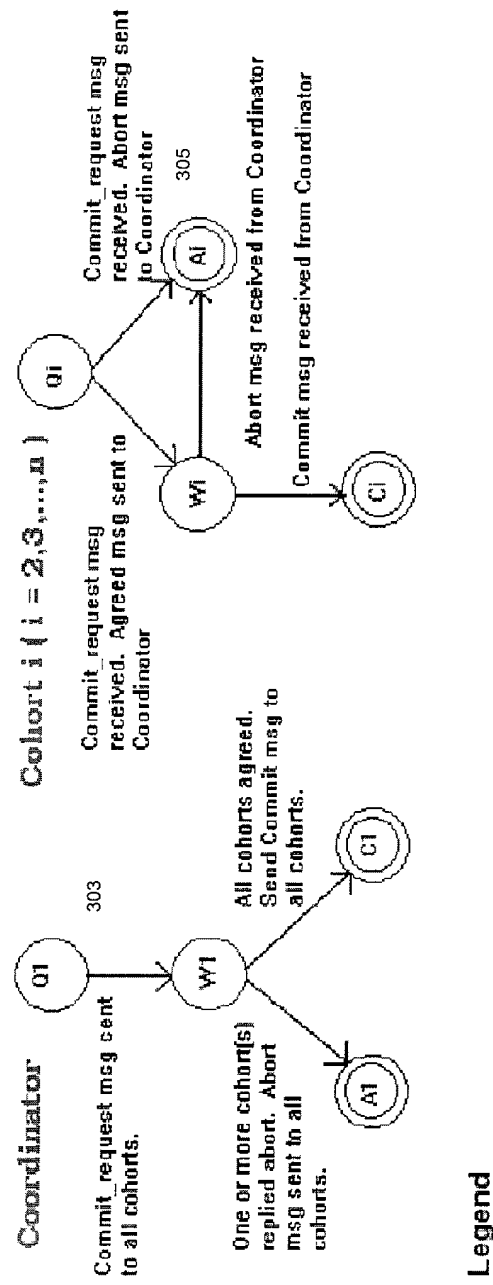 Coordinator
Q1
303
Commit_request msg sent
to all cohorts.
W1
One or more cohort(s)
replied abort. Abort
msg sent to all
cohorts.
All cohorts agreed.
Send Commit msg to
all cohorts.
A1
C1
Cohort i ( i = 2,3,...,n )
Qi
Commit_request msg
received. Agreed msg sent to
Coordinator
Commit_request msg
received. Abort msg sent
to Coordinator
305
Wi
Ai
Abort msg received from Coordinator
Commit msg received from Coordinator
Ci
Legend